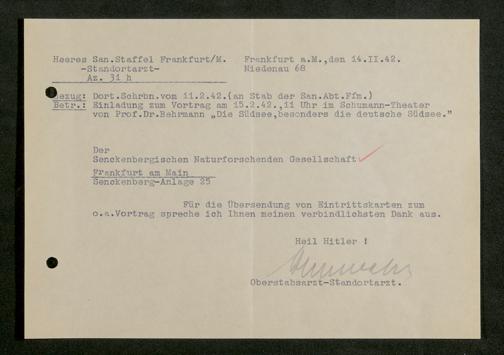 Heeres San.Staffel Frankfurt/M. Frankfurt a.M.,den 14.II.42.
-Standortarzt- Niedenau 68
Az. 31 h
Bezug: Dort.Schrbn.vom 11.2.42.(an Stab der San.Abt.Ffm.)
Betr.: Einladung zum Vortrag am 15.2.42.,11 Uhr im Schumann-Theater
von Prof.Dr.Behrmann „Die Südsee,besonders die deutsche Südsee."
Der
Senckenbergischen Naturforschenden Gesellschaft
Frankfurt am Main
Senckenberg-Anlage 25
Für die Übersendung von Eintrittskarten zum
o.a.Vortrag spreche ich Ihnen meinen verbindlichsten Dank aus.
Heil Hitler !
Oberstabsarzt-Standortarzt.